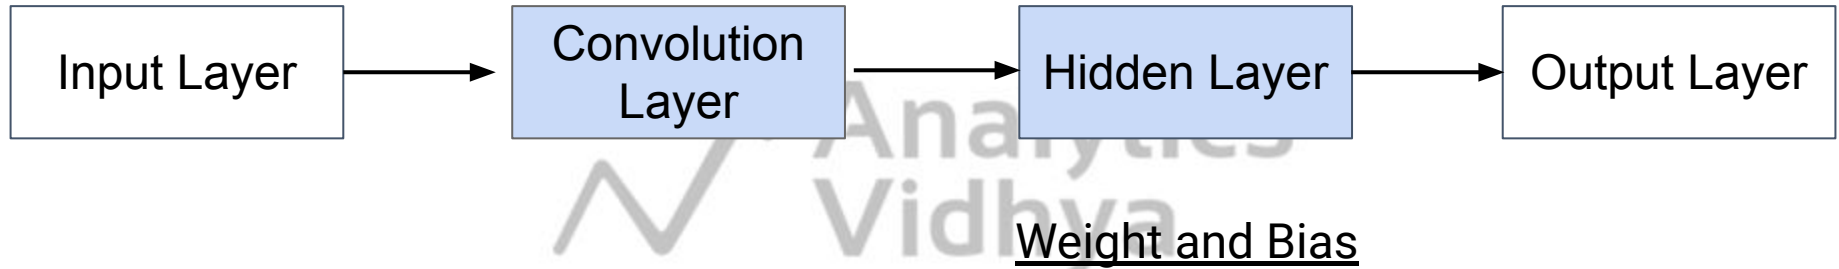 Input Layer
Convolution
Layer
Hidden Layer
Output Layer
Analytics
Vidhya
Weight and Bias